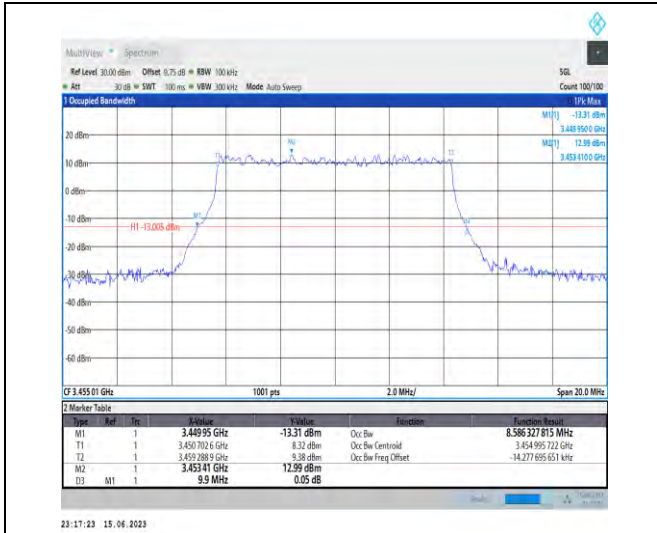 MultiView Spectrum
Ref Level 30.00 dBm Offset 9.75 dB RBW 100 kHz SGL
Att 30 dB SWT 100 ms VBW 300 kHz Mode Auto Sweep Count 100/100
1 Occupied Bandwidth 1Pk Max
M1[1] -13.31 dBm
3.449 950 0 GHz
M2[1] 12.99 dBm
3.453 410 0 GHz
20 dBm
M2
T1
T2
10 dBm
0 dBm
-10 dBm
M1
H1 -13.005 dBm
-20 dBm
-30 dBm
-40 dBm
-50 dBm
-60 dBm
CF 3.455 01 GHz 1001 pts 2.0 MHz/ Span 20.0 MHz
2 Marker Table
Type Ref Trc X-Value Y-Value Function Function Result
M1 1 3.449 95 GHz -13.31 dBm Occ Bw 8.586 327 815 MHz
T1 1 3.450 702 6 GHz 8.32 dBm Occ Bw Centroid 3.454 995 722 GHz
T2 1 3.459 288 9 GHz 9.38 dBm Occ Bw Freq Offset -14.277 695 651 kHz
M2 1 3.453 41 GHz 12.99 dBm
D3 M1 1 9.9 MHz 0.05 dB
23:17:23 15.06.2023